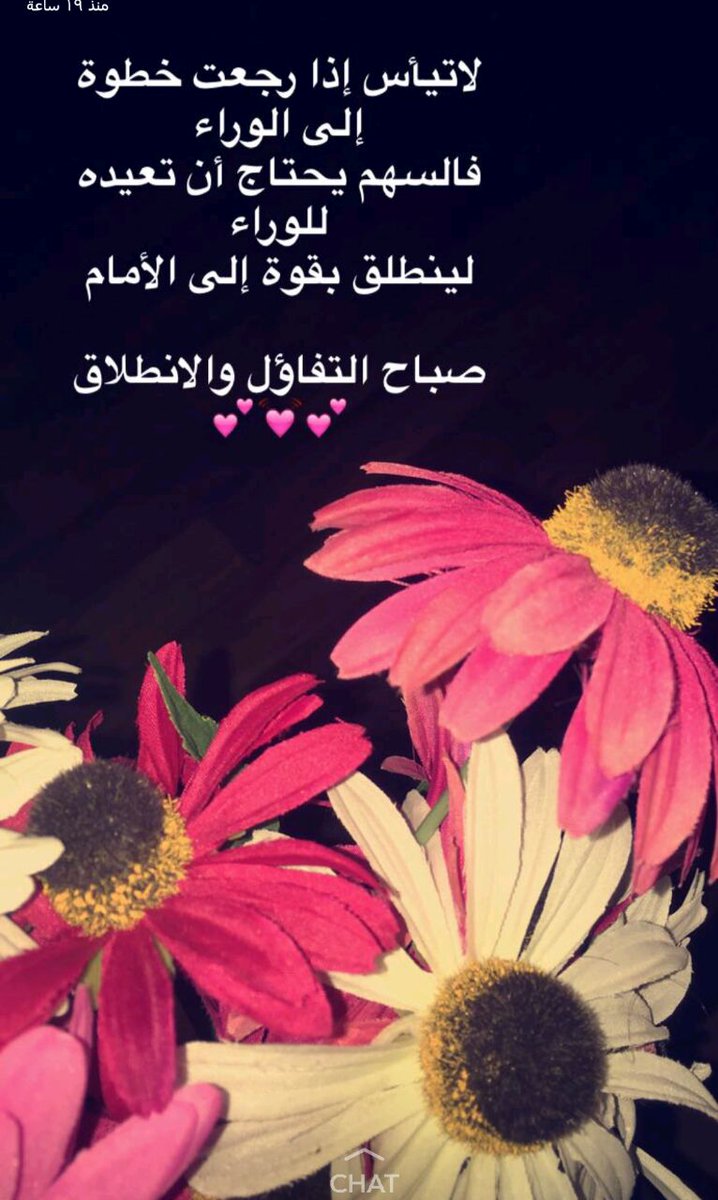 منذ ١٩ ساعة
لاتيأس إذا رجعت خطوة
إلى الوراء
فالسهم يحتاج أن تعيده
للوراء
لينطلق بقوة إلى الأمام
صباح التفاؤل والانطلاق
💕💓💕
CHAT